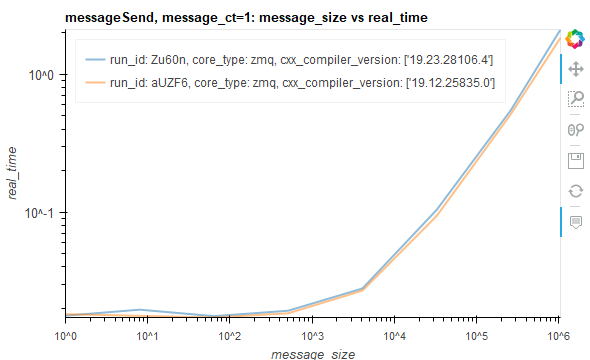 messageSend, message_ct=1: message_size vs real_time
run_id: Zu60n, core_type: zmq, cxx_compiler_version: ['19.23.28106.4']
run_id: aUZF6, core_type: zmq, cxx_compiler_version: ['19.12.25835.0']
10^0
10^-1
real_time
10^0 10^1 10^2 10^3 10^4 10^5 10^6
message_size